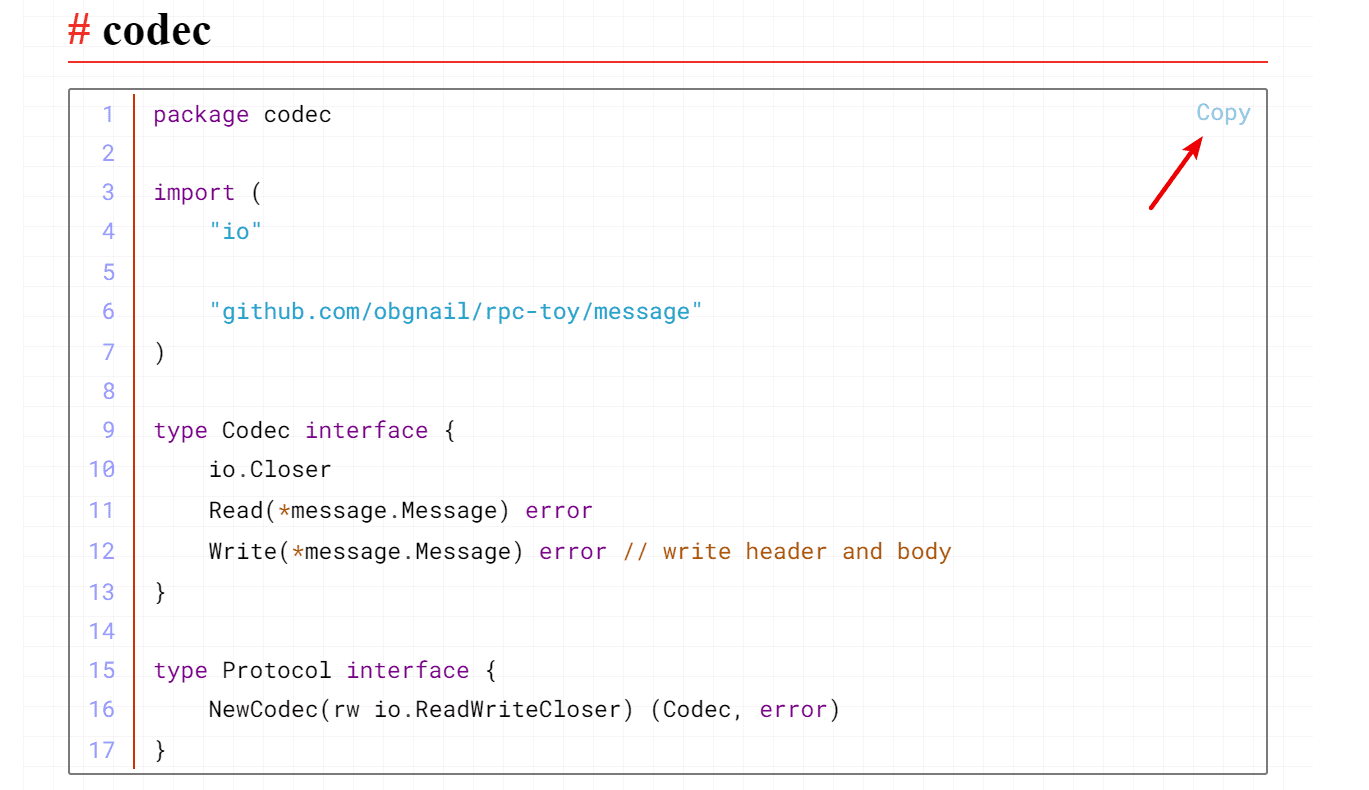 # codec
Copy
1 package codec
2
3 import (
4     "io"
5
6     "github.com/obgnail/rpc-toy/message"
7 )
8
9 type Codec interface {
10     io.Closer
11     Read(*message.Message) error
12     Write(*message.Message) error // write header and body
13 }
14
15 type Protocol interface {
16     NewCodec(rw io.ReadWriteCloser) (Codec, error)
17 }